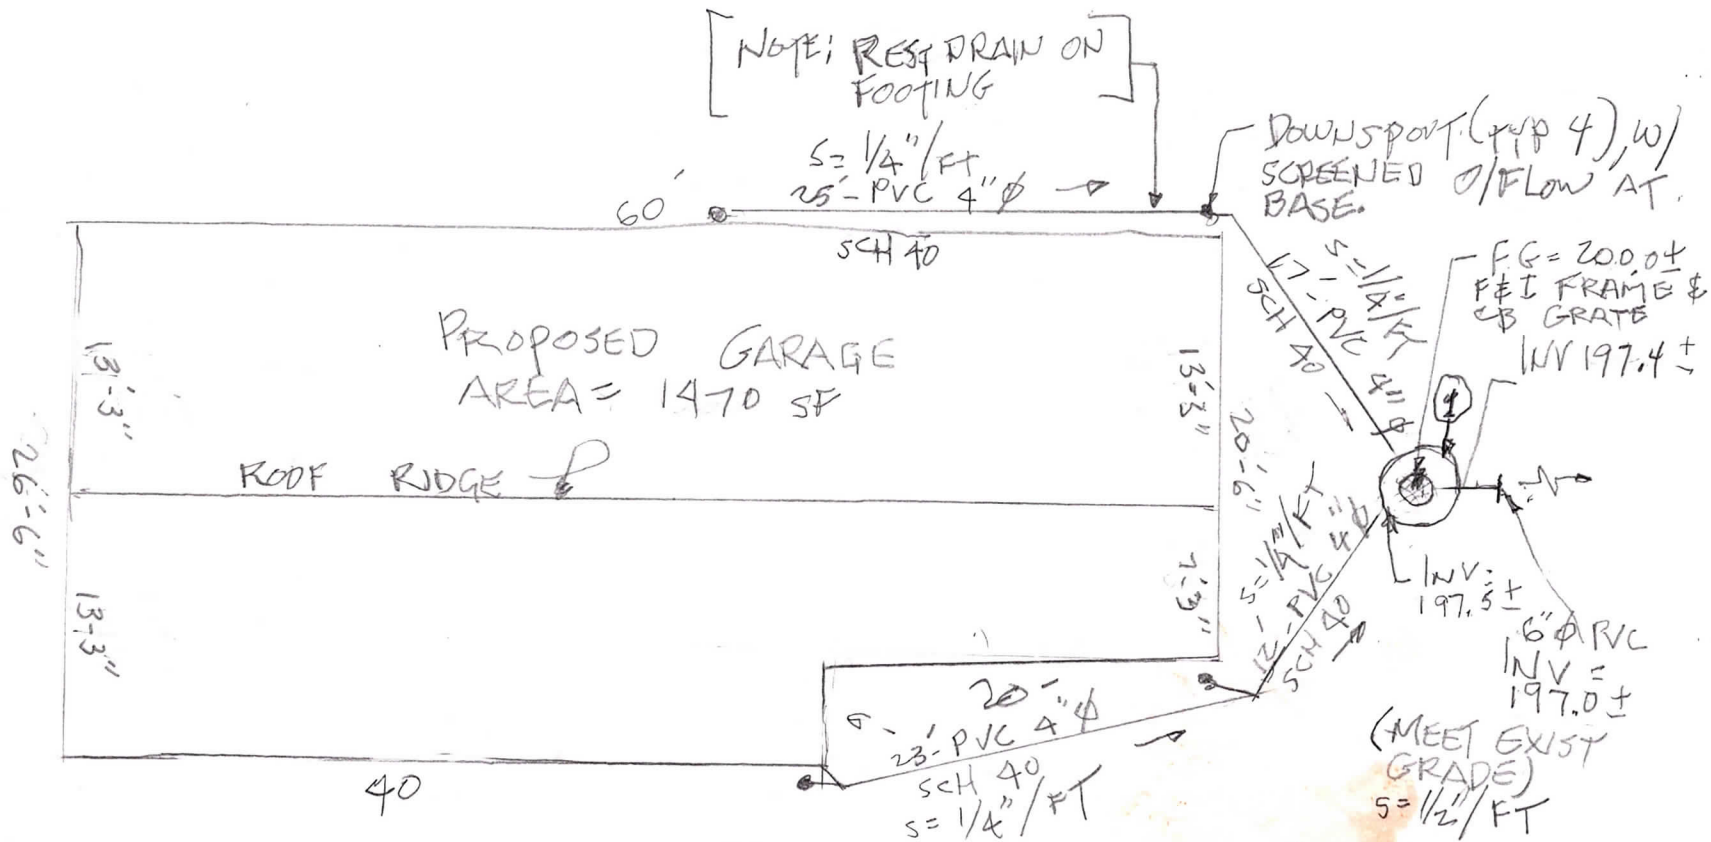 NOTE: REST DRAIN ON
FOOTING
S= 1/4"/FT
25'- PVC 4" φ
SCH 40
60'
DOWNSPOUT (TYP 4), W/
SCREENED O/FLOW AT
BASE.
S=1/4"/FT
17'- PVC 4" φ
SCH 40
F.G = 200.0±
F&I FRAME &
CB GRATE
INV 197.4±
1
PROPOSED GARAGE
AREA= 1470 SF
ROOF RIDGE
13'-3"
26'-6"
13'-3"
13'-3"
20'-6"
7'-3"
S=1/4"/FT
12'- PVC 4" φ
SCH 40
INV=
197.5±
6" φ PVC
INV =
197.0±
(MEET EXIST
GRADE)
S=1/2"/FT
20'
6'
23'- PVC 4" φ
SCH 40
S= 1/4"/FT
40